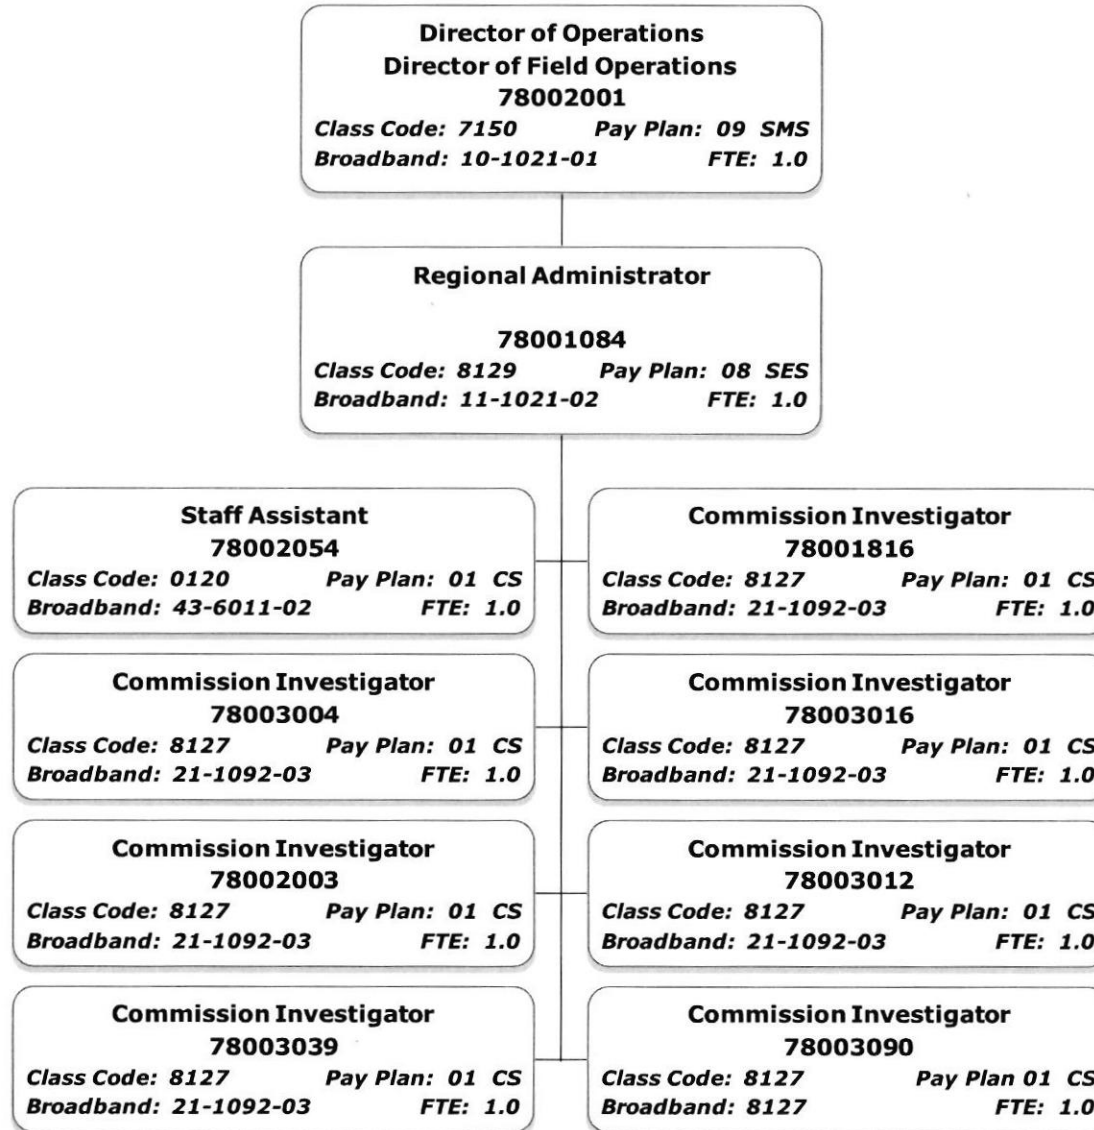 Director of Operations
Director of Field Operations
78002001
Class Code: 7150 Pay Plan: 09 SMS
Broadband: 10-1021-01 FTE: 1.0
Regional Administrator
78001084
Class Code: 8129 Pay Plan: 08 SES
Broadband: 11-1021-02 FTE: 1.0
Staff Assistant
78002054
Class Code: 0120 Pay Plan: 01 CS
Broadband: 43-6011-02 FTE: 1.0
Commission Investigator
78001816
Class Code: 8127 Pay Plan: 01 CS
Broadband: 21-1092-03 FTE: 1.0
Commission Investigator
78003004
Class Code: 8127 Pay Plan: 01 CS
Broadband: 21-1092-03 FTE: 1.0
Commission Investigator
78003016
Class Code: 8127 Pay Plan: 01 CS
Broadband: 21-1092-03 FTE: 1.0
Commission Investigator
78002003
Class Code: 8127 Pay Plan: 01 CS
Broadband: 21-1092-03 FTE: 1.0
Commission Investigator
78003012
Class Code: 8127 Pay Plan: 01 CS
Broadband: 21-1092-03 FTE: 1.0
Commission Investigator
78003039
Class Code: 8127 Pay Plan: 01 CS
Broadband: 21-1092-03 FTE: 1.0
Commission Investigator
78003090
Class Code: 8127 Pay Plan 01 CS
Broadband: 8127 FTE: 1.0